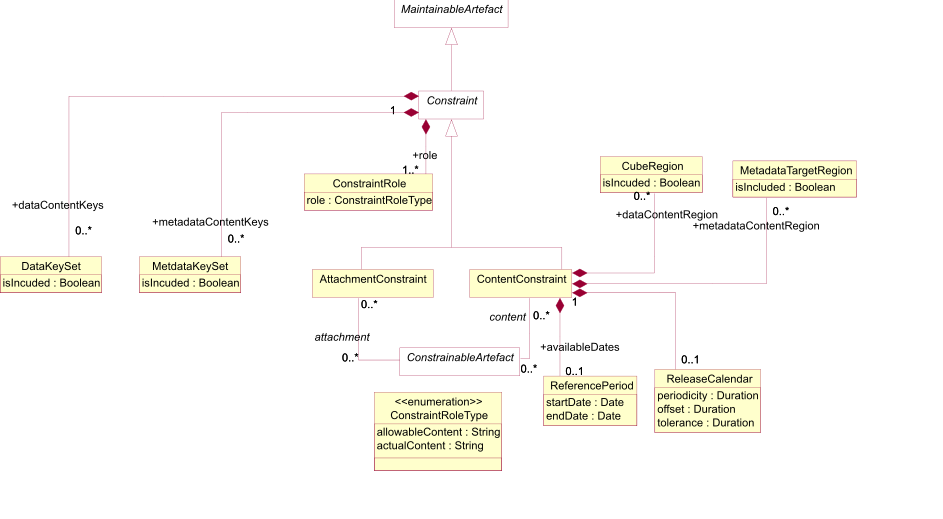 MaintainableArtefact
Constraint
1
+role
1..*
ConstraintRole
role : ConstraintRoleType
CubeRegion
isIncuded : Boolean
0..*
+dataContentRegion
MetadataTargetRegion
isIncluded : Boolean
0..*
+metadataContentRegion
+dataContentKeys
0..*
+metadataContentKeys
0..*
DataKeySet
isIncuded : Boolean
MetdataKeySet
isIncuded : Boolean
AttachmentConstraint
0..*
ContentConstraint
1
content
0..*
attachment
0..*
ConstrainableArtefact
0..*
+availableDates
0..1
0..1
ReferencePeriod
startDate : Date
endDate : Date
ReleaseCalendar
periodicity : Duration
offset : Duration
tolerance : Duration
<<enumeration>>
ConstraintRoleType
allowableContent : String
actualContent : String